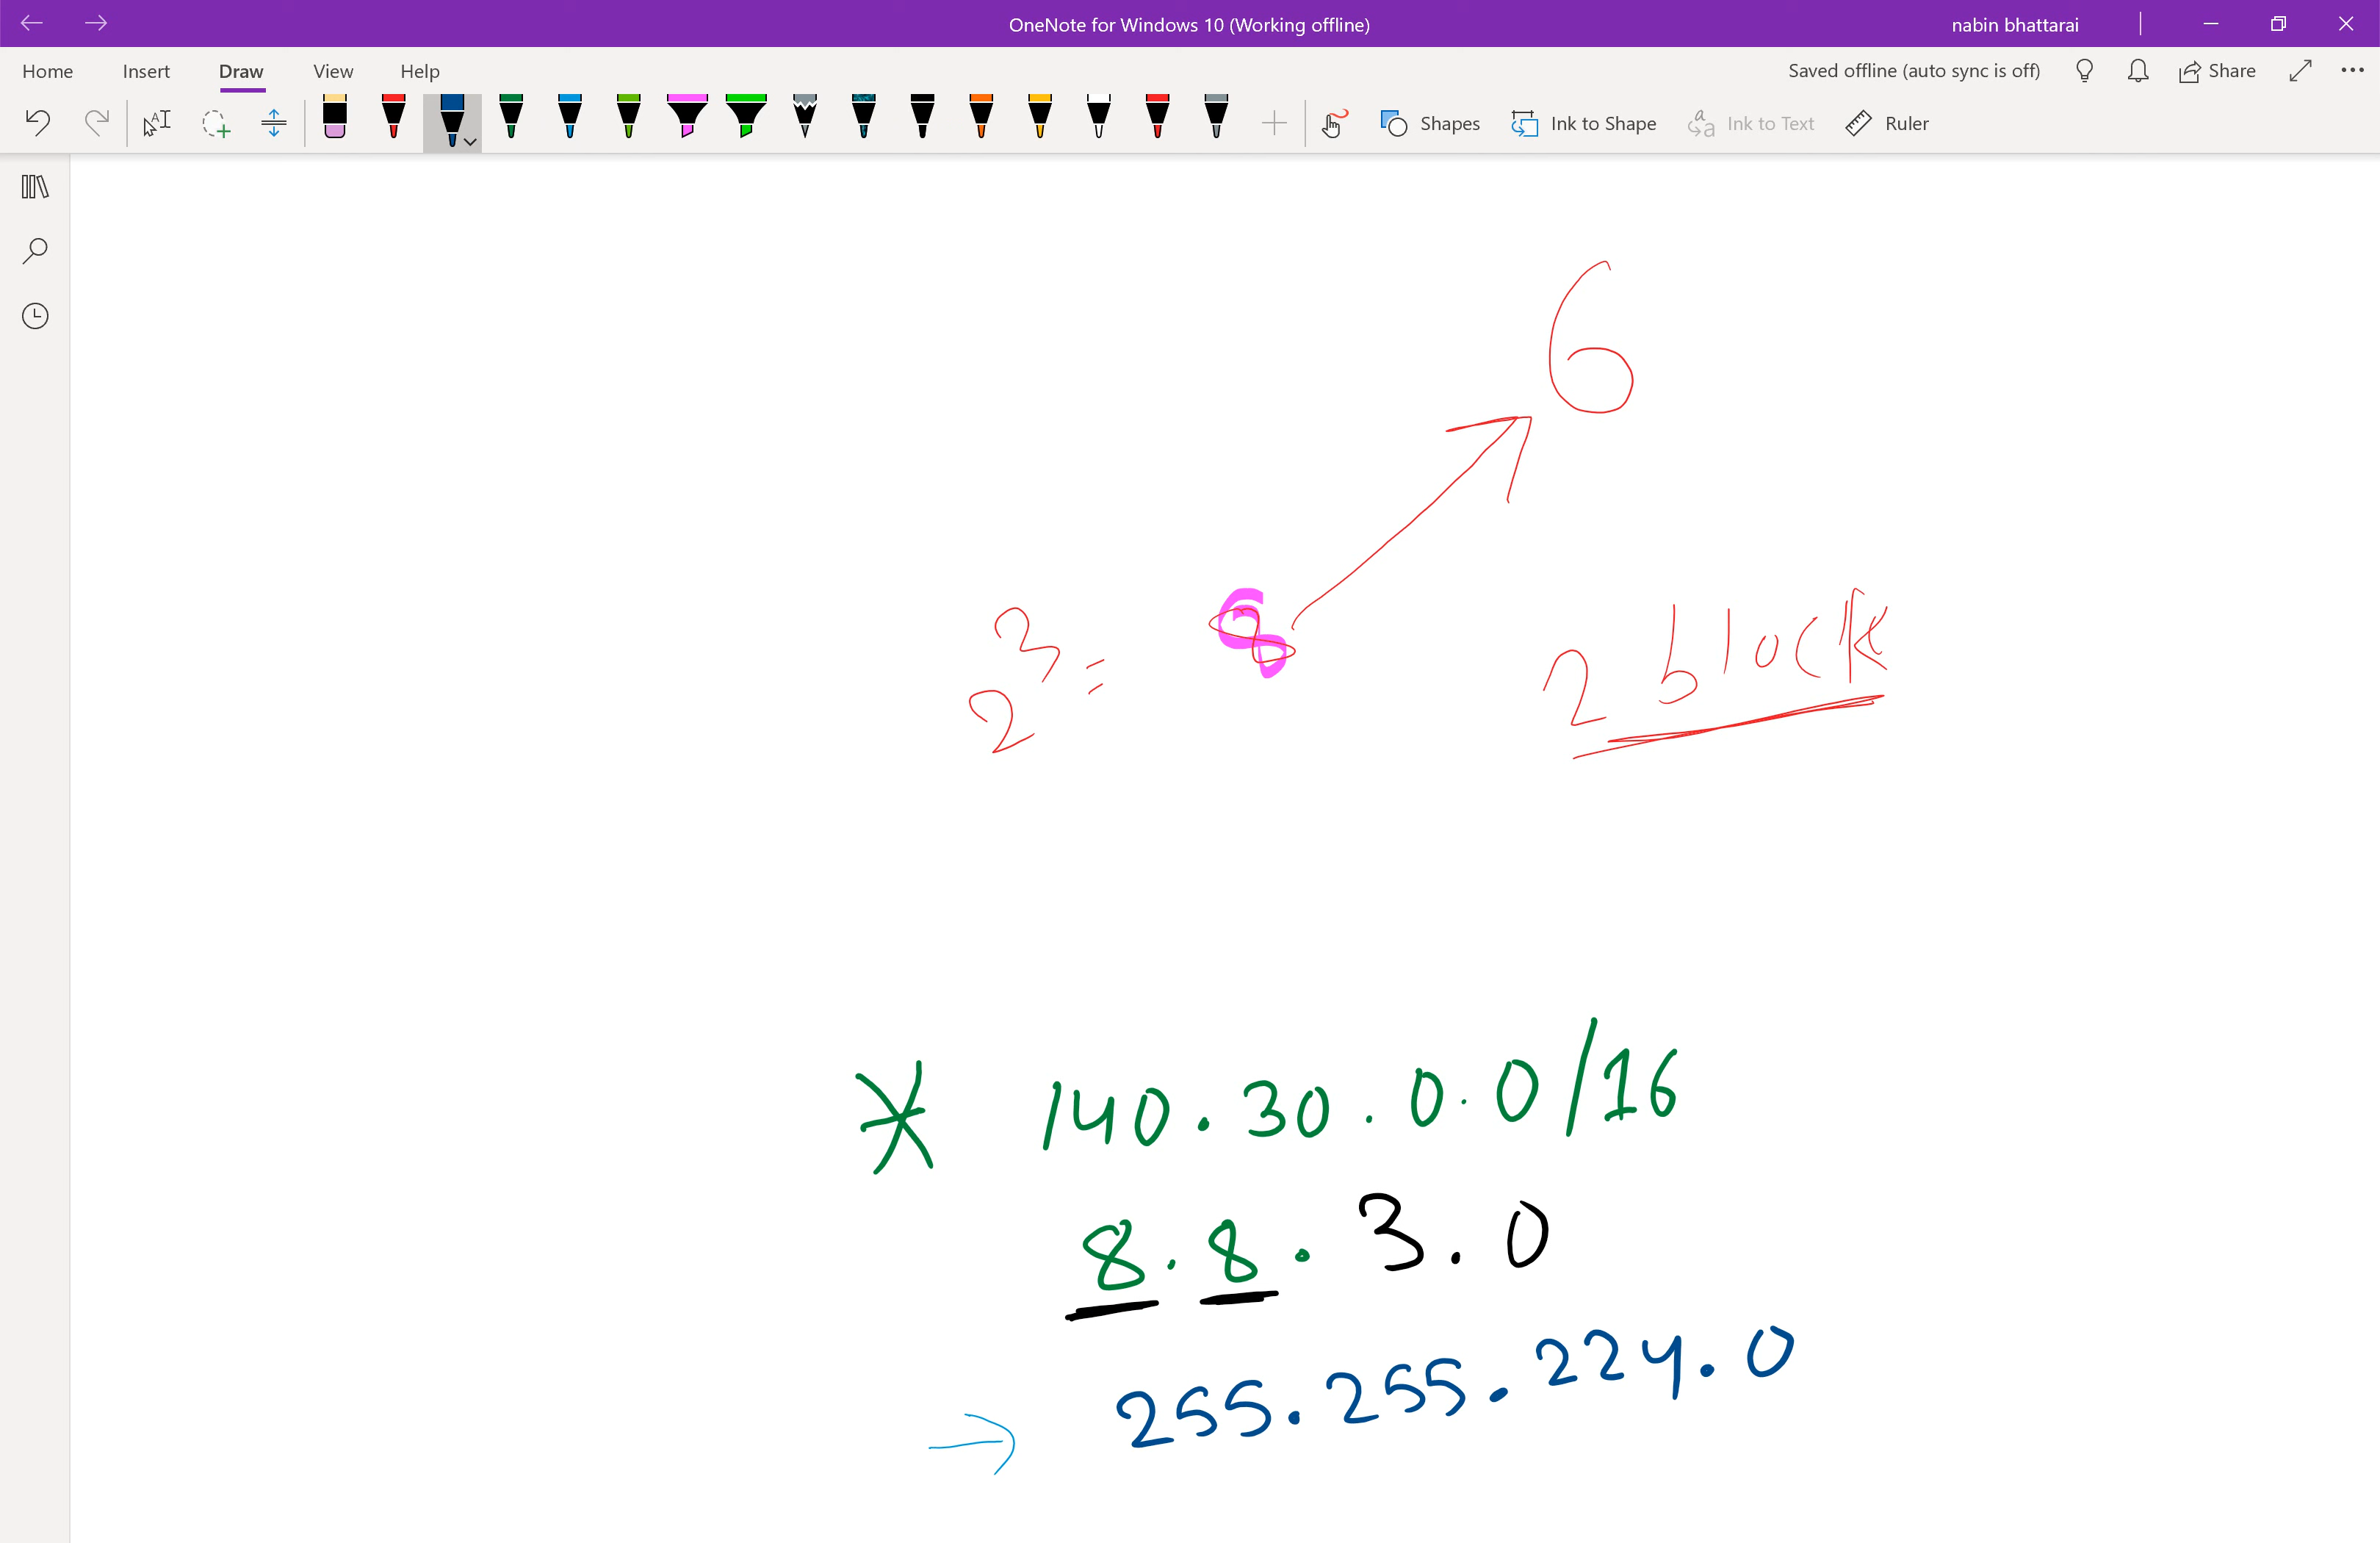 OneNote for Windows 10 (Working offline) nabin bhattarai
Home Insert Draw View Help Saved offline (auto sync is off) Share
Shapes Ink to Shape Ink to Text Ruler
6
2³ = 8 2 block
140.30.0.0/16
8.8.3.0
→ 255.255.224.0